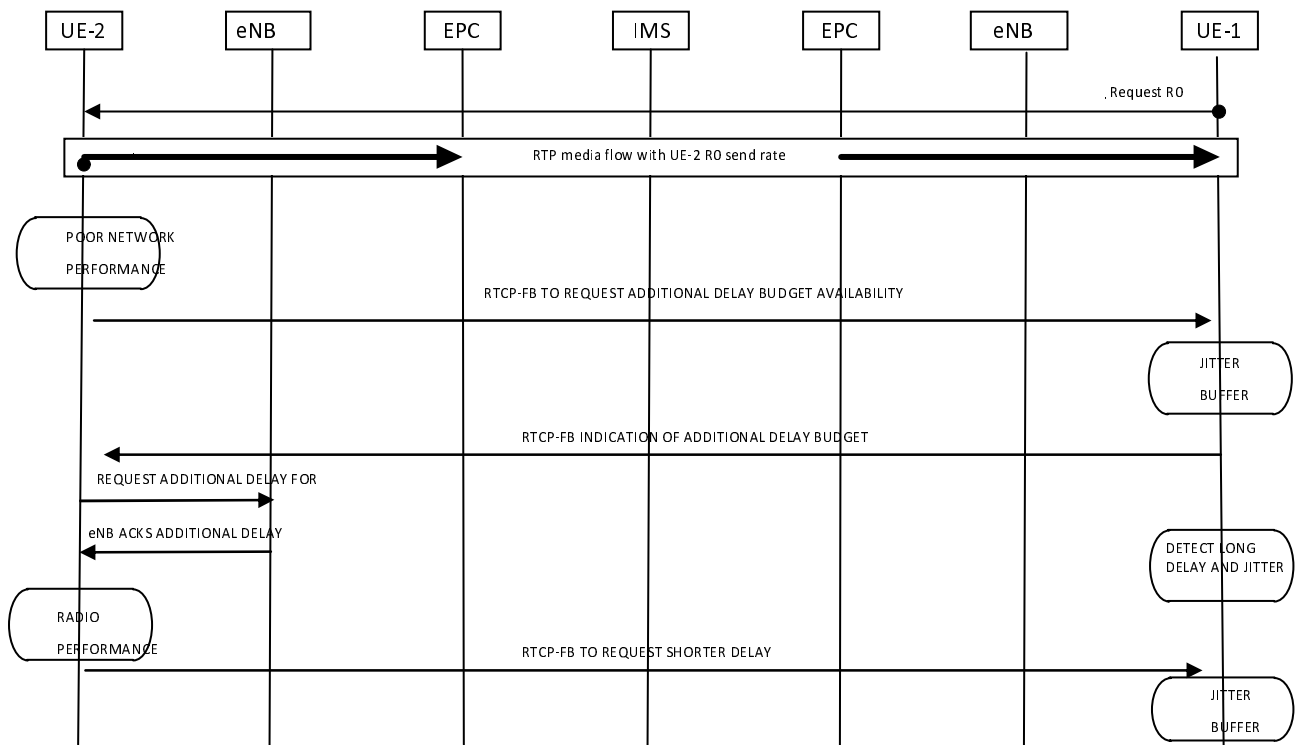 UE-2 eNB EPC IMS EPC eNB UE-1
. Request R0
RTP media flow with UE-2 R0 send rate
POOR NETWORK
PERFORMANCE
RTCP-FB TO REQUEST ADDITIONAL DELAY BUDGET AVAILABILITY
JITTER
BUFFER
RTCP-FB INDICATION OF ADDITIONAL DELAY BUDGET
REQUEST ADDITIONAL DELAY FOR
eNB ACKS ADDITIONAL DELAY
DETECT LONG
DELAY AND JITTER
RADIO
PERFORMANCE
RTCP-FB TO REQUEST SHORTER DELAY
JITTER
BUFFER